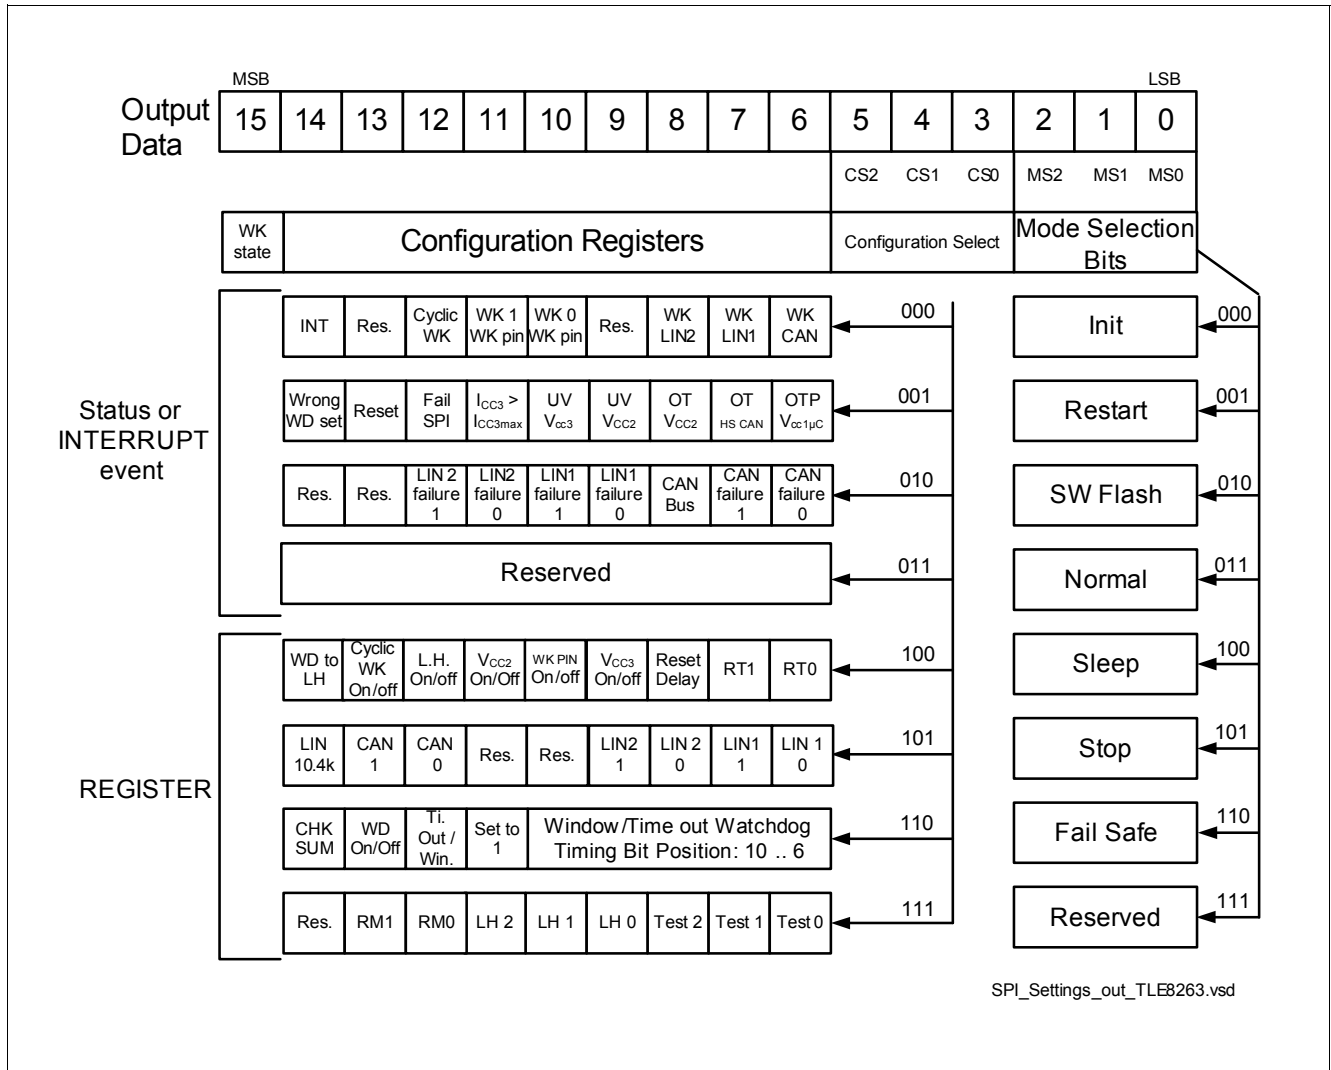 MSB LSB
Output Data 15 14 13 12 11 10 9 8 7 6 5 4 3 2 1 0
CS2 CS1 CS0 MS2 MS1 MS0
WK state Configuration Registers Configuration Select Mode Selection Bits
Status or INTERRUPT event
INT Res. Cyclic WK WK 1 WK pin WK 0 WK pin Res. WK LIN2 WK LIN1 WK CAN 000 Init 000
Wrong WD set Reset Fail SPI ICC3 > ICC3max UV Vcc3 UV VCC2 OT VCC2 OT HS CAN OTP Vcc1µC 001 Restart 001
Res. Res. LIN 2 failure 1 LIN2 failure 0 LIN1 failure 1 LIN1 failure 0 CAN Bus CAN failure 1 CAN failure 0 010 SW Flash 010
Reserved 011 Normal 011
REGISTER
WD to LH Cyclic WK On/off L.H. On/off VCC2 On/Off WK PIN On/off VCC3 On/off Reset Delay RT1 RT0 100 Sleep 100
LIN 10.4k CAN 1 CAN 0 Res. Res. LIN2 1 LIN 2 0 LIN1 1 LIN 1 0 101 Stop 101
CHK SUM WD On/Off Ti. Out / Win. Set to 1 Window/Time out Watchdog Timing Bit Position: 10 .. 6 110 Fail Safe 110
Res. RM1 RM0 LH 2 LH 1 LH 0 Test 2 Test 1 Test 0 111 Reserved 111
SPI_Settings_out_TLE8263.vsd